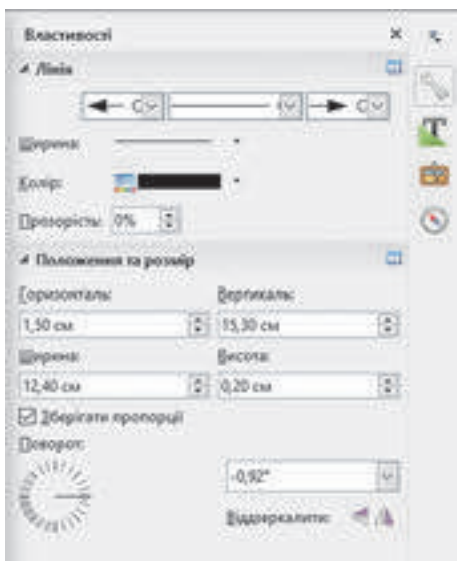 Властивості
Лінія
Ширина:
Колір:
Прозорість: 0%
Положення та розмір
Горизонталь: Вертикаль:
1,50 см 15,30 см
Ширина: Висота:
12,40 см 0,20 см
Зберігати пропорції
Поворот:
-0,92°
Віддзеркалити: